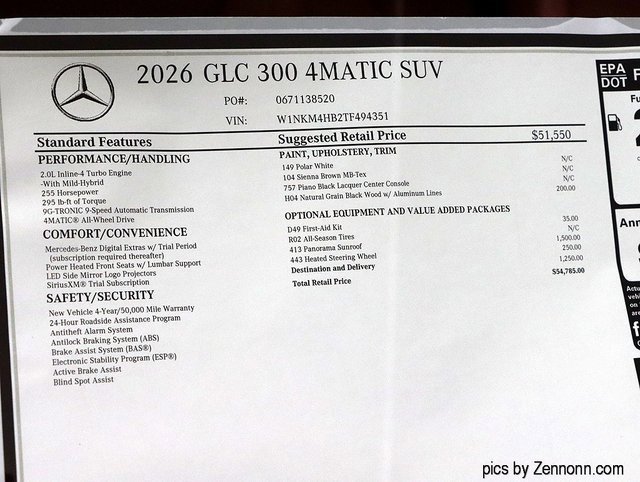 2026 GLC 300 4MATIC SUV
PO#: 0671138520
VIN: W1NKM4HB2TF494351
Standard Features
PERFORMANCE/HANDLING
2.0L Inline-4 Turbo Engine
-With Mild-Hybrid
255 Horsepower
295 lb-ft of Torque
9G-TRONIC 9-Speed Automatic Transmission
4MATIC® All-Wheel Drive
COMFORT/CONVENIENCE
Mercedes-Benz Digital Extras w/ Trial Period
(subscription required thereafter)
Power Heated Front Seats w/ Lumbar Support
LED Side Mirror Logo Projectors
SiriusXM® Trial Subscription
SAFETY/SECURITY
New Vehicle 4-Year/50,000 Mile Warranty
24-Hour Roadside Assistance Program
Antitheft Alarm System
Antilock Braking System (ABS)
Brake Assist System (BAS®)
Electronic Stability Program (ESP®)
Active Brake Assist
Blind Spot Assist
Suggested Retail Price $51,550
PAINT, UPHOLSTERY, TRIM
149 Polar White N/C
104 Sienna Brown MB-Tex N/C
757 Piano Black Lacquer Center Console N/C
H04 Natural Grain Black Wood w/ Aluminum Lines 200.00
OPTIONAL EQUIPMENT AND VALUE ADDED PACKAGES
D49 First-Aid Kit 35.00
R02 All-Season Tires N/C
413 Panorama Sunroof 1,500.00
443 Heated Steering Wheel 250.00
Destination and Delivery 1,250.00
Total Retail Price $54,785.00
EPA
DOT
Fu
Ann
Actu
vehi
on
are
pics by Zennonn.com